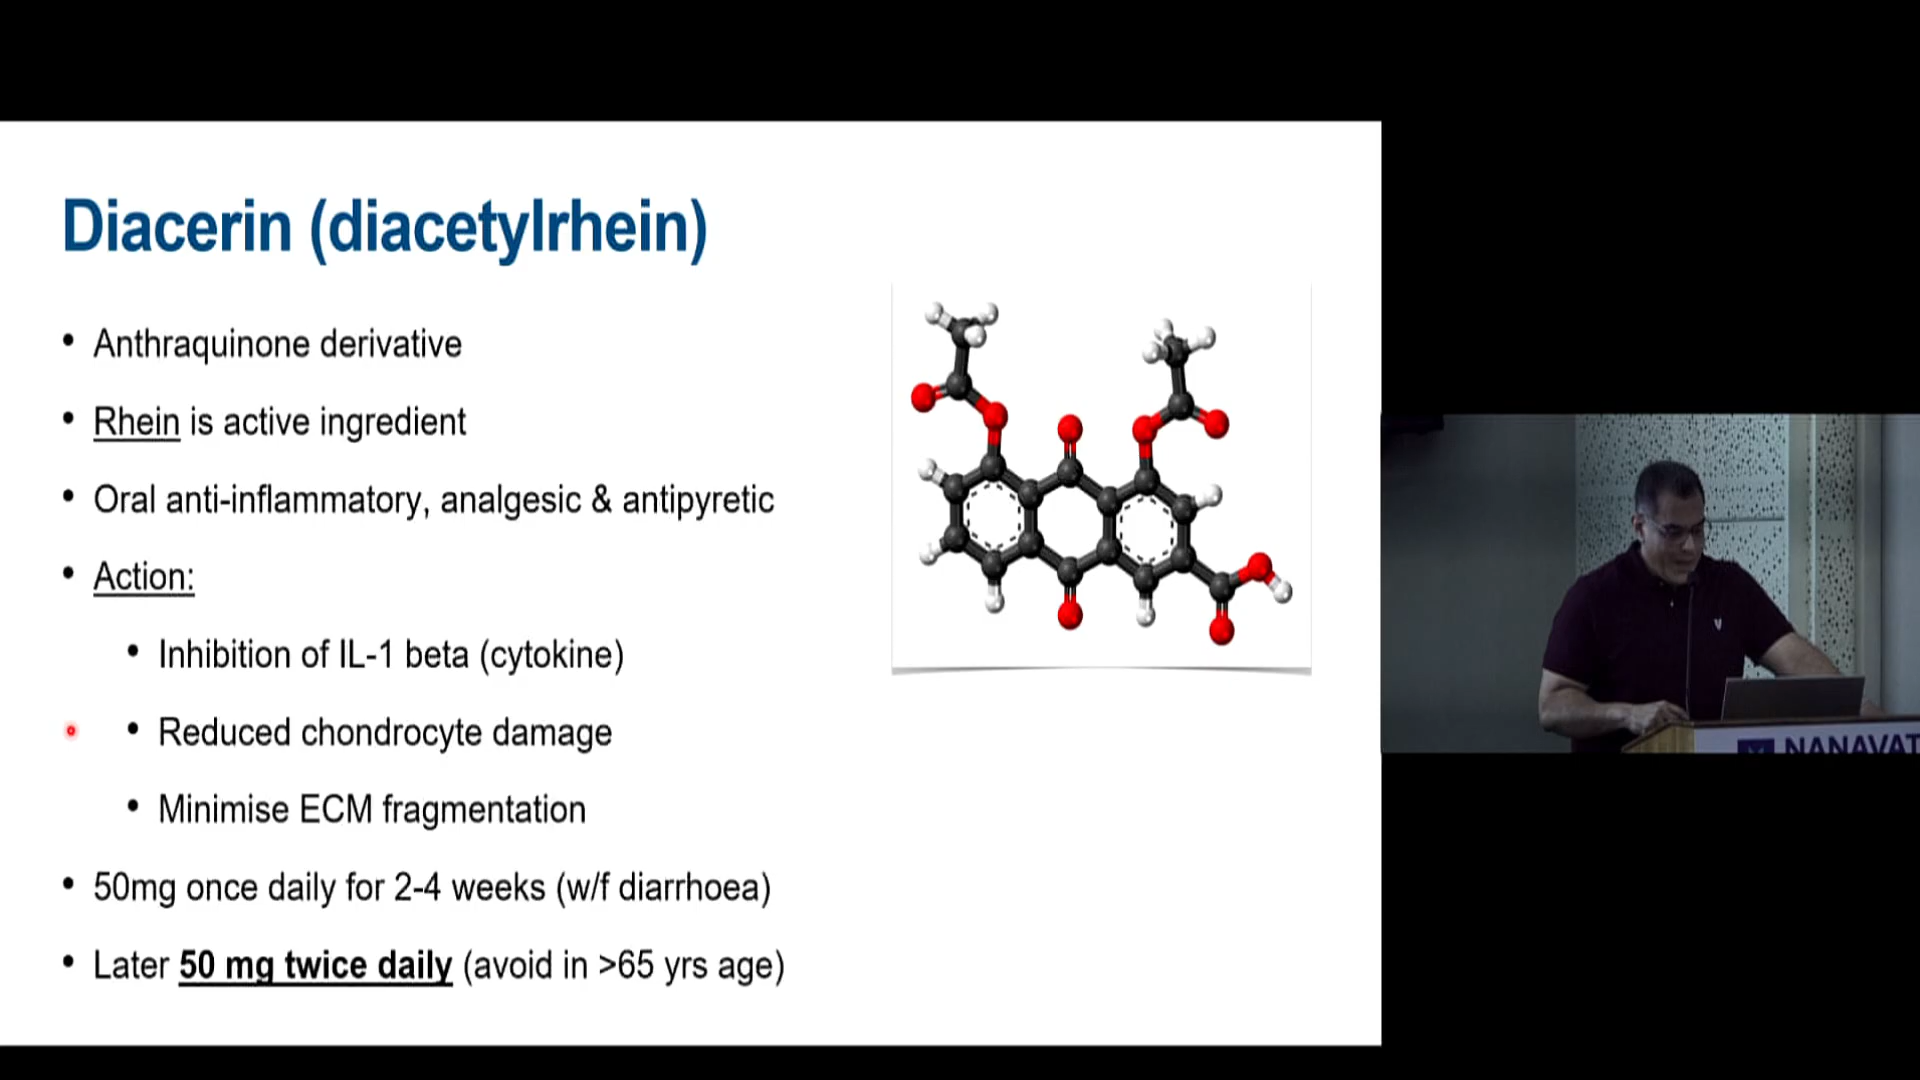 Diacerin (diacetylrhein)
• Anthraquinone derivative
• Rhein is active ingredient
• Oral anti-inflammatory, analgesic & antipyretic
• Action:
• Inhibition of IL-1 beta (cytokine)
• Reduced chondrocyte damage
• Minimise ECM fragmentation
• 50mg once daily for 2-4 weeks (w/f diarrhoea)
• Later 50 mg twice daily (avoid in >65 yrs age)
NANAVAT